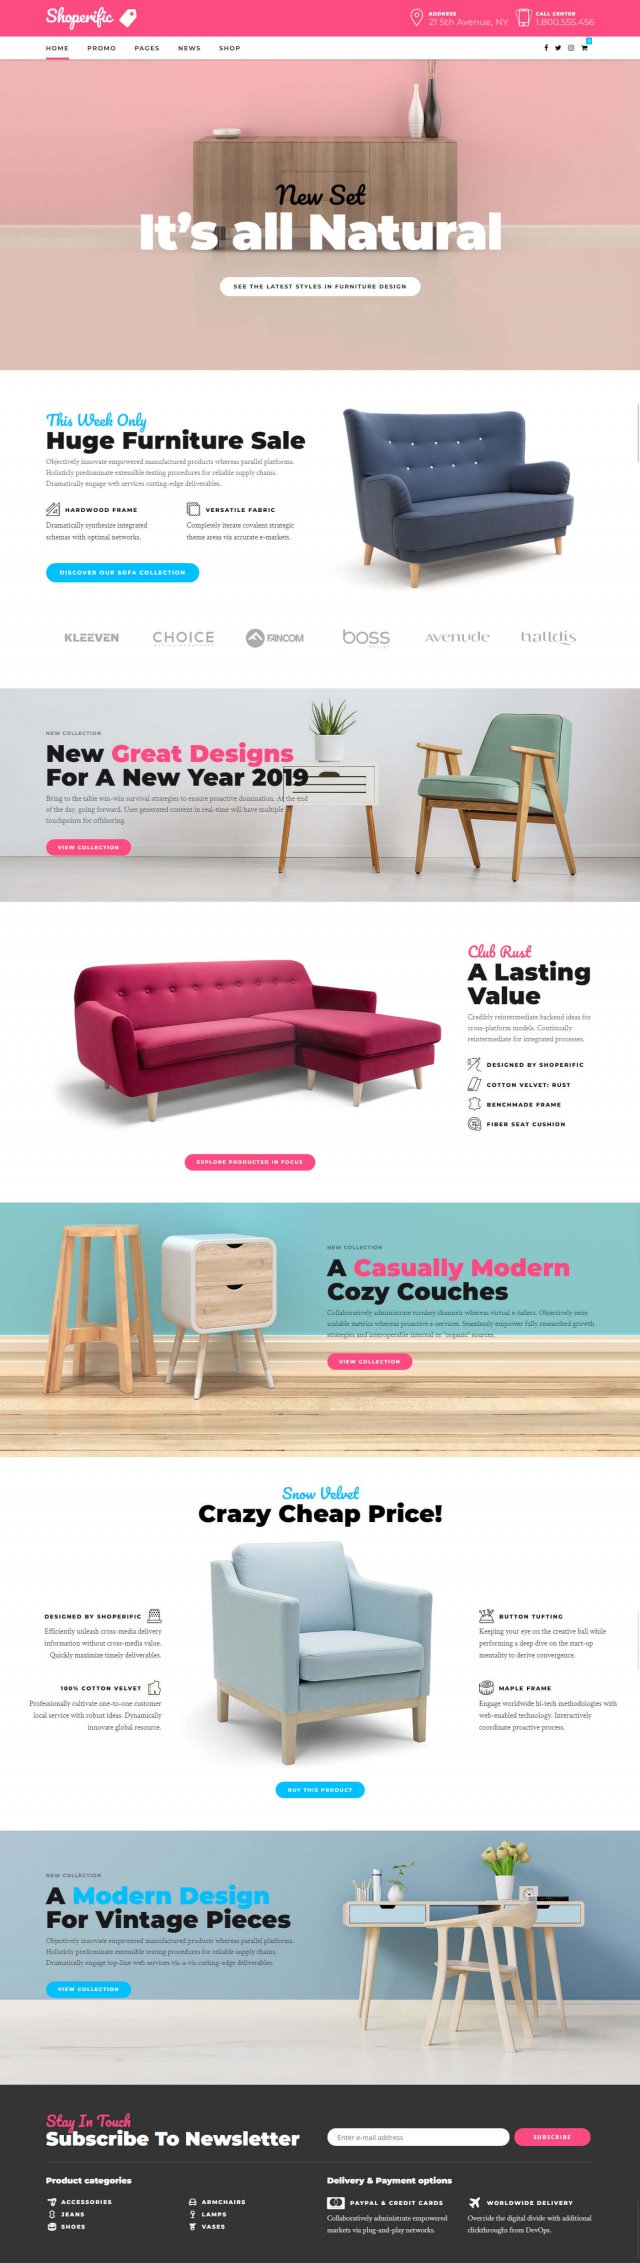 Shoperific
ADDRESS
21 5th Avenue, NY
CALL CENTER
1.800.555.456
HOME PROMO PAGES NEWS SHOP
0
New Set
It's all Natural
SEE THE LATEST STYLES IN FURNITURE DESIGN
This Week Only
Huge Furniture Sale
Objectively innovate empowered manufactured products whereas parallel platforms.
Holisticly predominate extensible testing procedures for reliable supply chains.
Dramatically engage web services cutting-edge deliverables.
HARDWOOD FRAME
Dramatically synthesize integrated
schemas with optimal networks.
VERSATILE FABRIC
Completely iterate covalent strategic
theme areas via accurate e-markets.
DISCOVER OUR SOFA COLLECTION
KLEEVEN
CHOICE
DESIGN FURNITURE
FANCOM
boss
design
avenude
halldis
NEW COLLECTION
New Great Designs
For A New Year 2019
Bring to the table win-win survival strategies to ensure proactive domination. At the end
of the day, going forward. User generated content in real-time will have multiple
touchpoints for offshoring.
VIEW COLLECTION
Club Rust
A Lasting
Value
Credibly reintermediate backend ideas for
cross-platform models. Continually
reintermediate for integrated processes.
DESIGNED BY SHOPERIFIC
COTTON VELVET: RUST
BENCHMADE FRAME
FIBER SEAT CUSHION
EXPLORE PRODUCTSD IN FOCUS
NEW COLLECTION
A Casually Modern
Cozy Couches
Collaboratively administrate turnkey channels whereas virtual e-tailers. Objectively seize
scalable metrics whereas proactive e-services. Seamlessly empower fully researched growth
strategies and interoperable internal or "organic" sources.
VIEW COLLECTION
Snow Velvet
Crazy Cheap Price!
DESIGNED BY SHOPERIFIC
Efficiently unleash cross-media delivery
information without cross-media value.
Quickly maximize timely deliverables.
100% COTTON VELVET
Professionally cultivate one-to-one customer
local service with robust ideas. Dynamically
innovate global resource.
BUTTON TUFTING
Keeping your eye on the creative ball while
performing a deep dive on the start-up
mentality to derive convergence.
MAPLE FRAME
Engage worldwide hi-tech methodologies with
web-enabled technology. Interactively
coordinate proactive process.
BUY THIS PRODUCT
NEW COLLECTION
A Modern Design
For Vintage Pieces
Objectively innovate empowered manufactured products whereas parallel platforms.
Holisticly predominate extensible testing procedures for reliable supply chains.
Dramatically engage top-line web services vis-a-vis cutting-edge deliverables.
VIEW COLLECTION
Stay In Touch
Subscribe To Newsletter
Enter e-mail address
SUBSCRIBE
Product categories
ACCESSORIES
JEANS
SHOES
ARMCHAIRS
LAMPS
VASES
Delivery & Payment options
PAYPAL & CREDIT CARDS
Collaboratively administrate empowered
markets via plug-and-play networks.
WORLDWIDE DELIVERY
Override the digital divide with additional
clickthroughs from DevOps.